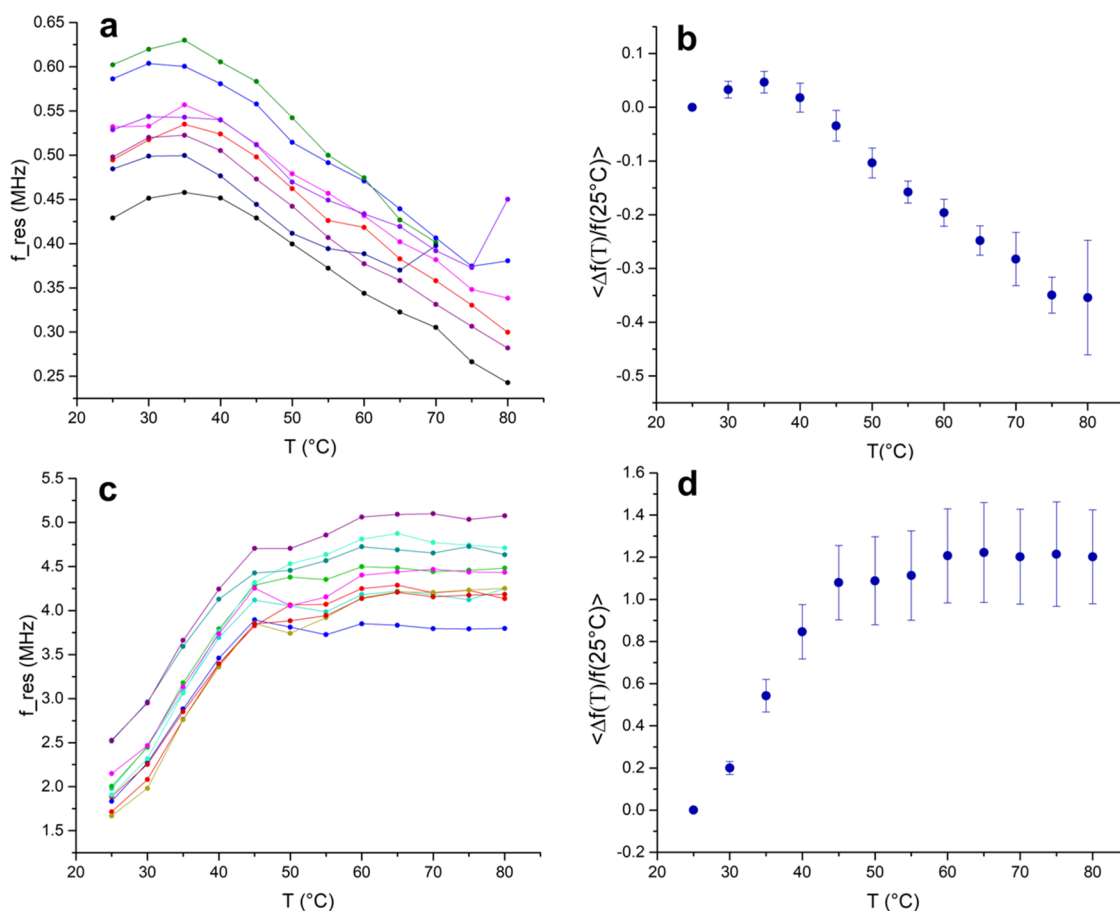 a
0.65
0.60
0.55
0.50
0.45
0.40
0.35
0.30
0.25
f_res (MHz)
20 30 40 50 60 70 80
T (°C)
b
0.1
0.0
-0.1
-0.2
-0.3
-0.4
-0.5
<Δf(T)/f(25°C)>
20 30 40 50 60 70 80
T(°C)
c
5.5
5.0
4.5
4.0
3.5
3.0
2.5
2.0
1.5
f_res (MHz)
20 30 40 50 60 70 80
T (°C)
d
1.6
1.4
1.2
1.0
0.8
0.6
0.4
0.2
0.0
-0.2
<Δf(T)/f(25°C)>
20 30 40 50 60 70 80
T (°C)